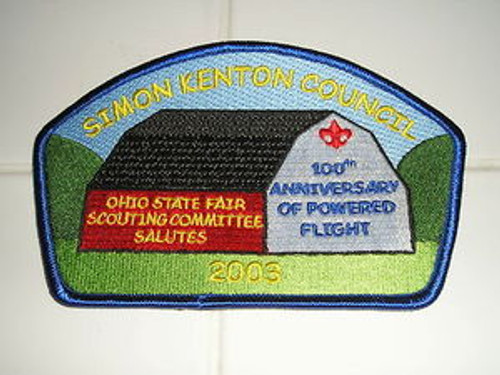 SIMON KENTON COUNCIL
OHIO STATE FAIR
SCOUTING COMMITTEE
SALUTES
100th
ANNIVERSARY
OF POWERED
FLIGHT
2003